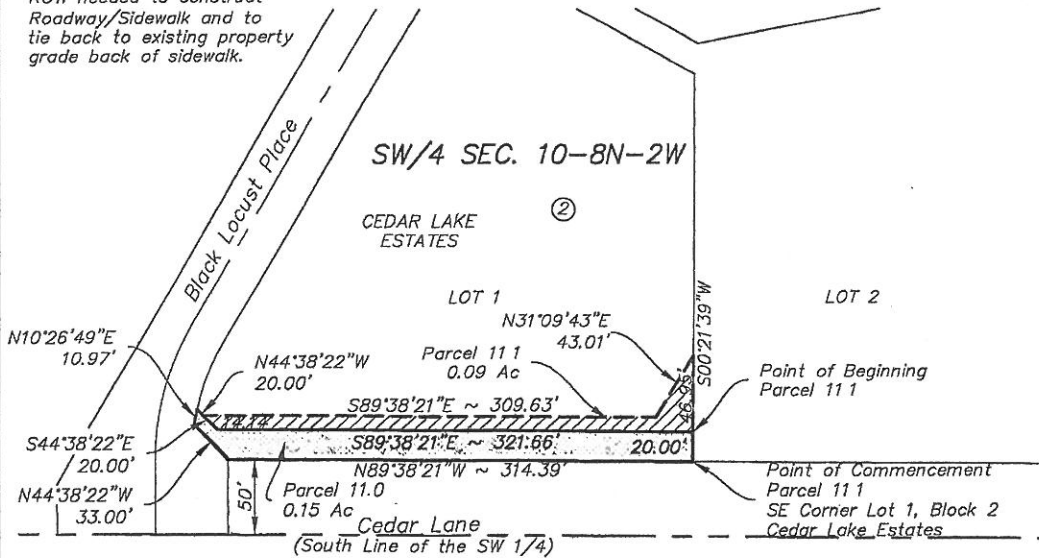 ROW needed to construct
Roadway/Sidewalk and to
tie back to existing property
grade back of sidewalk.
Black Locust Place
SW/4 SEC. 10-8N-2W
2
CEDAR LAKE
ESTATES
LOT 1
LOT 2
N31°09'43"E
43.01'
S00°21'39"W
46.95'
N10°26'49"E
10.97'
N44°38'22"W
20.00'
Parcel 11 1
0.09 Ac
Point of Beginning
Parcel 11 1
S89°38'21"E ~ 309.63'
14.14
S44°38'22"E
20.00'
S89°38'21"E ~ 321.66'
20.00'
N89°38'21"W ~ 314.39'
N44°38'22"W
33.00'
50'
Parcel 11.0
0.15 Ac
Point of Commencement
Parcel 11 1
SE Corner Lot 1, Block 2
Cedar Lake Estates
Cedar Lane
(South Line of the SW 1/4)